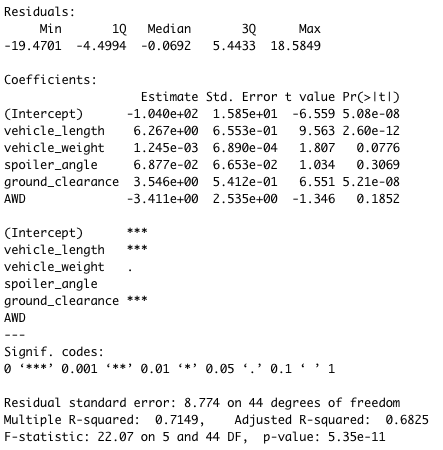 Residuals:
     Min       1Q   Median       3Q      Max
-19.4701  -4.4994  -0.0692   5.4433  18.5849

Coefficients:
                   Estimate Std. Error t value Pr(>|t|)
(Intercept)      -1.040e+02  1.585e+01  -6.559 5.08e-08
vehicle_length    6.267e+00  6.553e-01   9.563 2.60e-12
vehicle_weight    1.245e-03  6.890e-04   1.807   0.0776
spoiler_angle     6.877e-02  6.653e-02   1.034   0.3069
ground_clearance  3.546e+00  5.412e-01   6.551 5.21e-08
AWD              -3.411e+00  2.535e+00  -1.346   0.1852

(Intercept)      ***
vehicle_length   ***
vehicle_weight   .
spoiler_angle
ground_clearance ***
AWD
---
Signif. codes:
0 ‘***’ 0.001 ‘**’ 0.01 ‘*’ 0.05 ‘.’ 0.1 ‘ ’ 1

Residual standard error: 8.774 on 44 degrees of freedom
Multiple R-squared:  0.7149,	Adjusted R-squared:  0.6825
F-statistic: 22.07 on 5 and 44 DF,  p-value: 5.35e-11